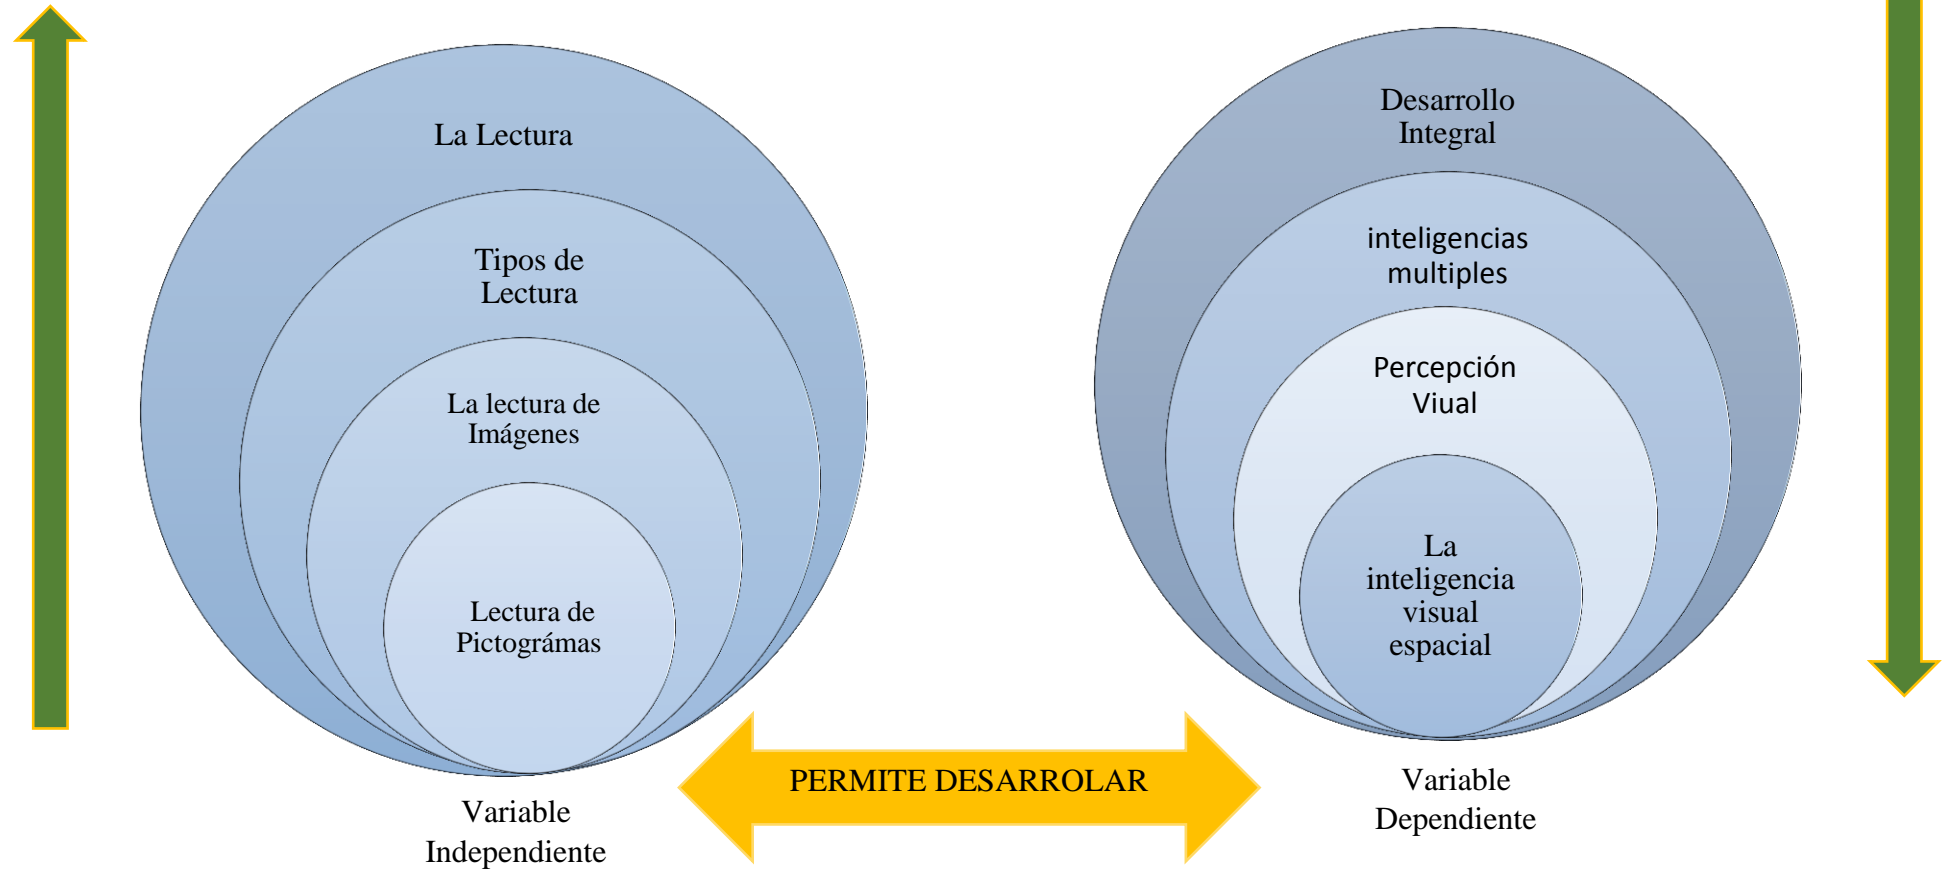 La Lectura
Tipos de
Lectura
La lectura de
Imágenes
Lectura de
Pictográmas
Variable
Independiente
PERMITE DESARROLAR
Desarrollo
Integral
inteligencias
multiples
Percepción
Viual
La
inteligencia
visual
espacial
Variable
Dependiente